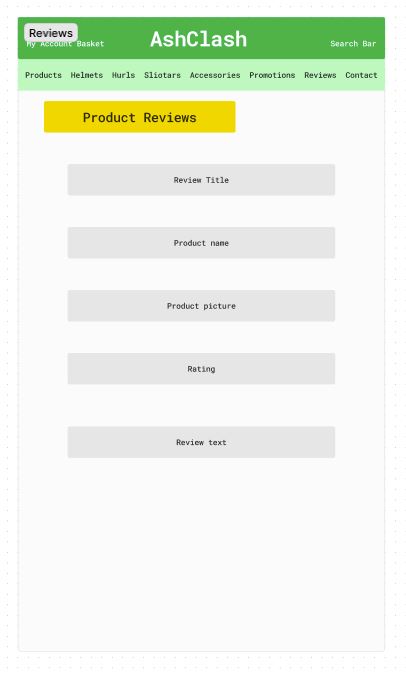 Reviews
My Account Basket
AshClash
Search Bar
Products Helmets Hurls Sliotars Accessories Promotions Reviews Contact
Product Reviews
Review Title
Product name
Product picture
Rating
Review text